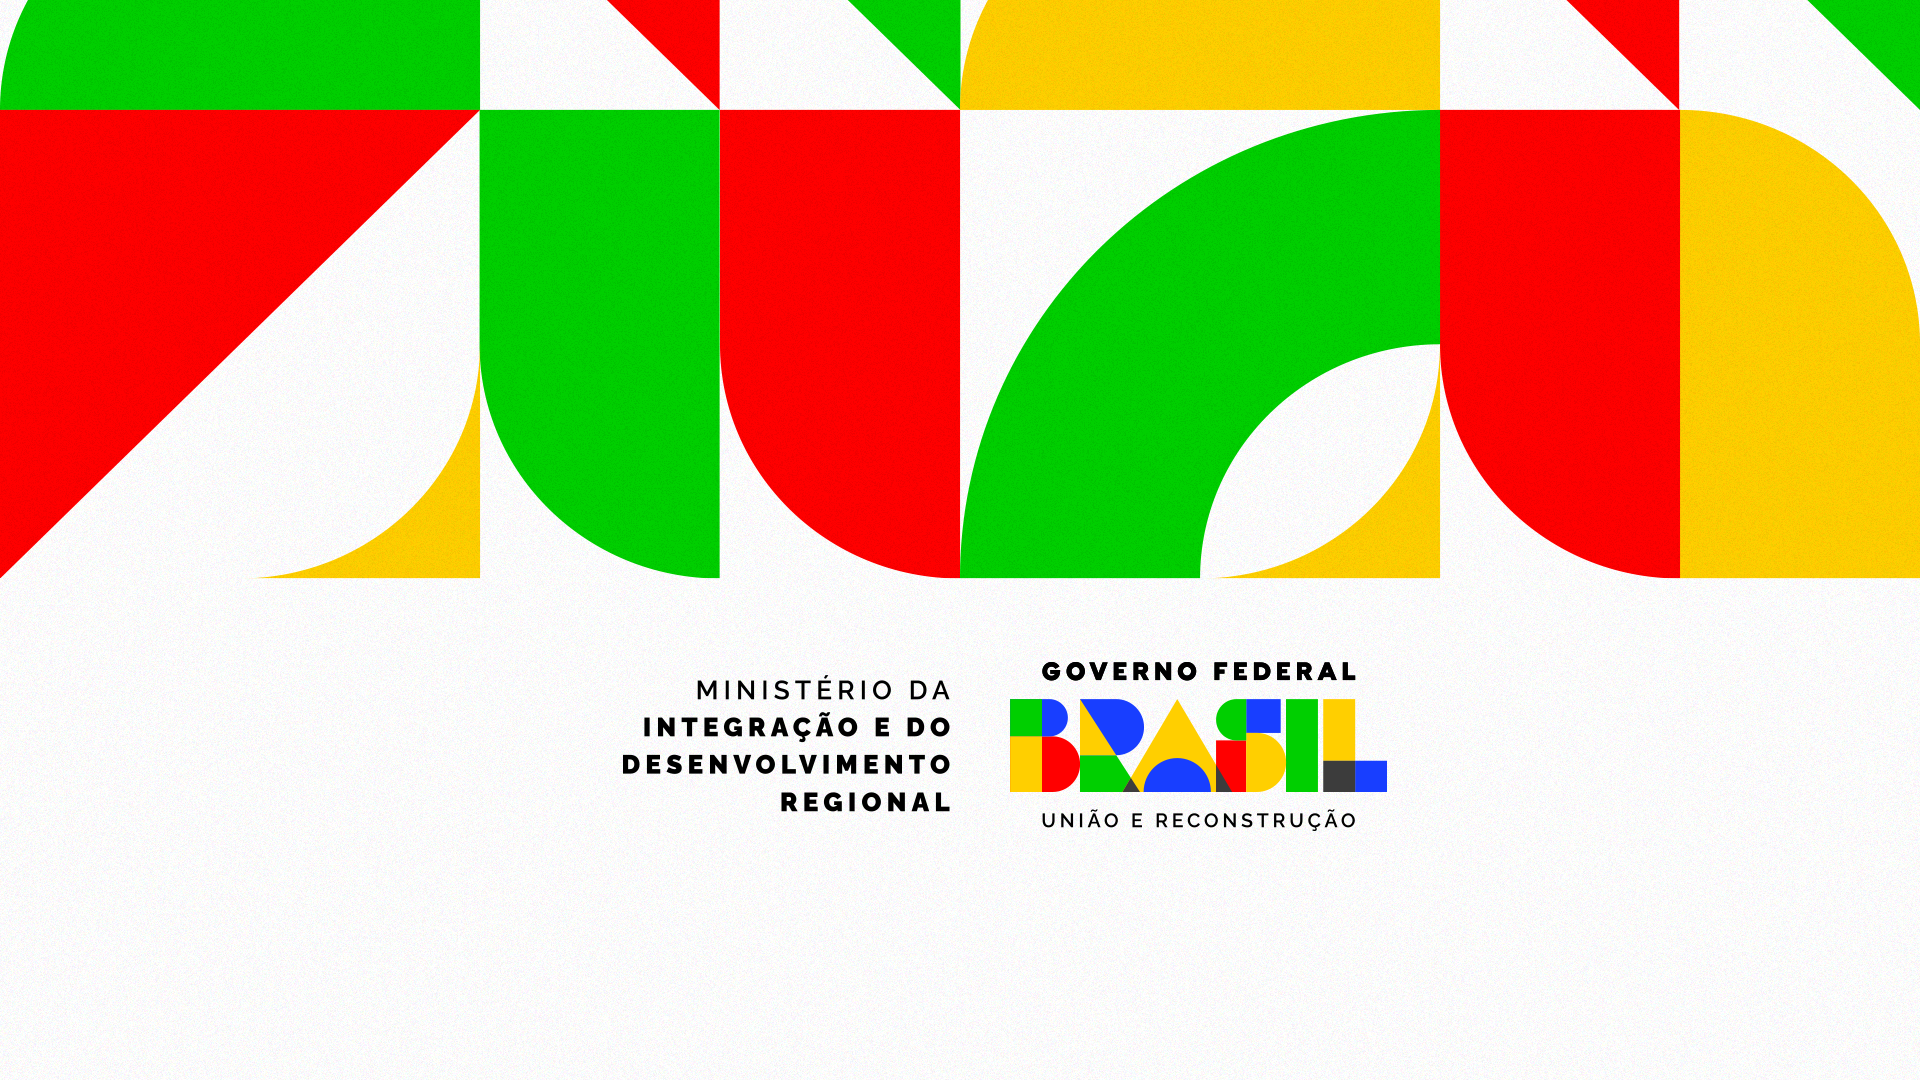 MINISTÉRIO DA
INTEGRAÇÃO E DO
DESENVOLVIMENTO
REGIONAL
GOVERNO FEDERAL
BRASIL
UNIÃO E RECONSTRUÇÃO